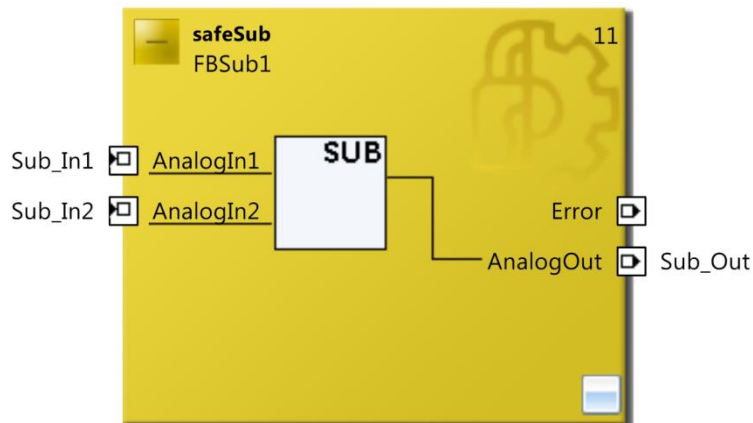 safeSub
11
FBSub1
SUB
Sub_In1 AnalogIn1
Sub_In2 AnalogIn2
Error
AnalogOut Sub_Out